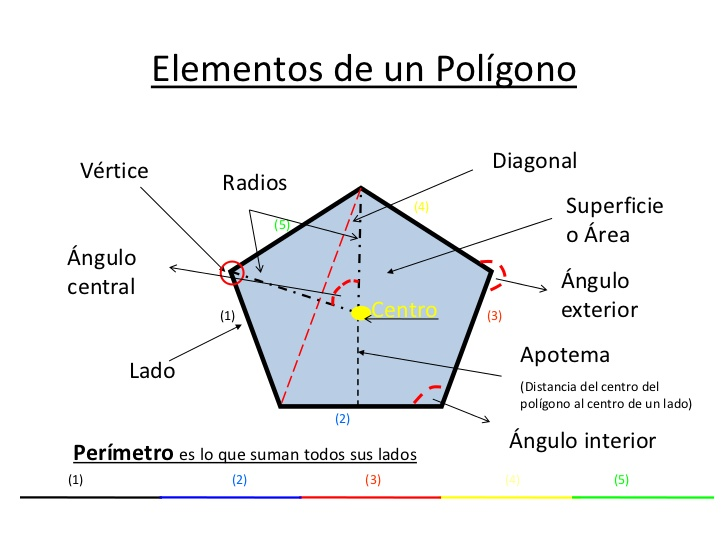 Elementos de un Polígono
Vértice
Radios
Diagonal
(4)
(5)
Superficie
o Área
Ángulo
central
Ángulo
exterior
(1)
Centro
(3)
Lado
Apotema
(Distancia del centro del
polígono al centro de un lado)
(2)
Ángulo interior
Perímetro es lo que suman todos sus lados
(1) (2) (3) (4) (5)